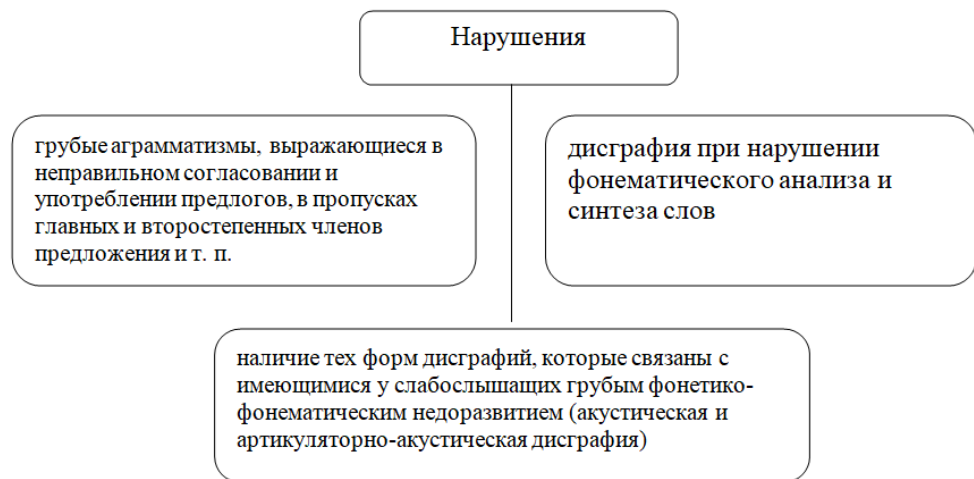 Нарушения
грубые аграмматизмы, выражающиеся в
неправильном согласовании и
употреблении предлогов, в пропусках
главных и второстепенных членов
предложения и т. п.
дисграфия при нарушении
фонематического анализа и
синтеза слов
наличие тех форм дисграфий, которые связаны с
имеющимися у слабослышащих грубым фонетико-
фонематическим недоразвитием (акустическая и
артикуляторно-акустическая дисграфия)